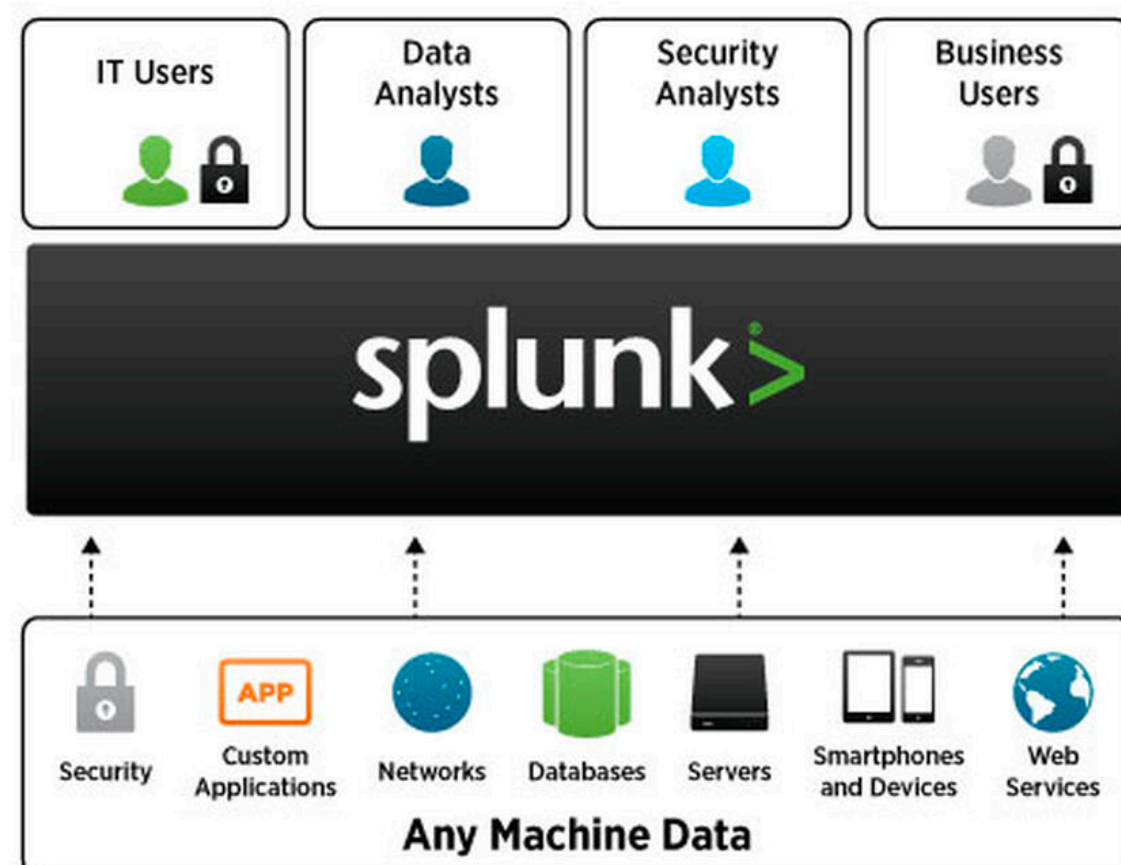 IT Users
Data
Analysts
Security
Analysts
Business
Users
splunk>®
Security
APP
Custom
Applications
Networks
Databases
Servers
Smartphones
and Devices
Web
Services
Any Machine Data